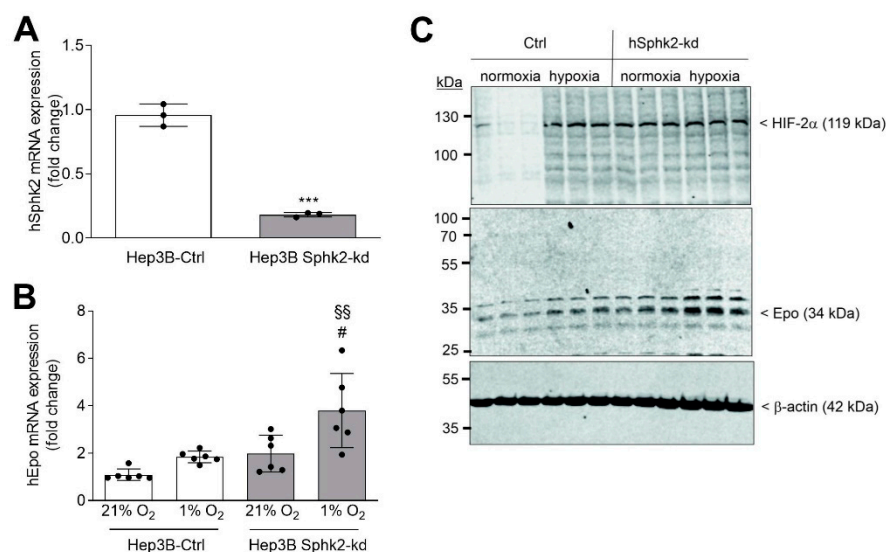 A
hSphk2 mRNA expression
(fold change)
1.5
1.0
0.5
0.0
***
Hep3B-Ctrl
Hep3B Sphk2-kd
B
hEpo mRNA expression
(fold change)
8
6
4
2
0
§§
#
21% O₂
1% O₂
21% O₂
1% O₂
Hep3B-Ctrl
Hep3B Sphk2-kd
C
Ctrl
hSphk2-kd
kDa
normoxia
hypoxia
normoxia
hypoxia
130
100
< HIF-2α (119 kDa)
100
70
55
35
25
< Epo (34 kDa)
55
35
< β-actin (42 kDa)